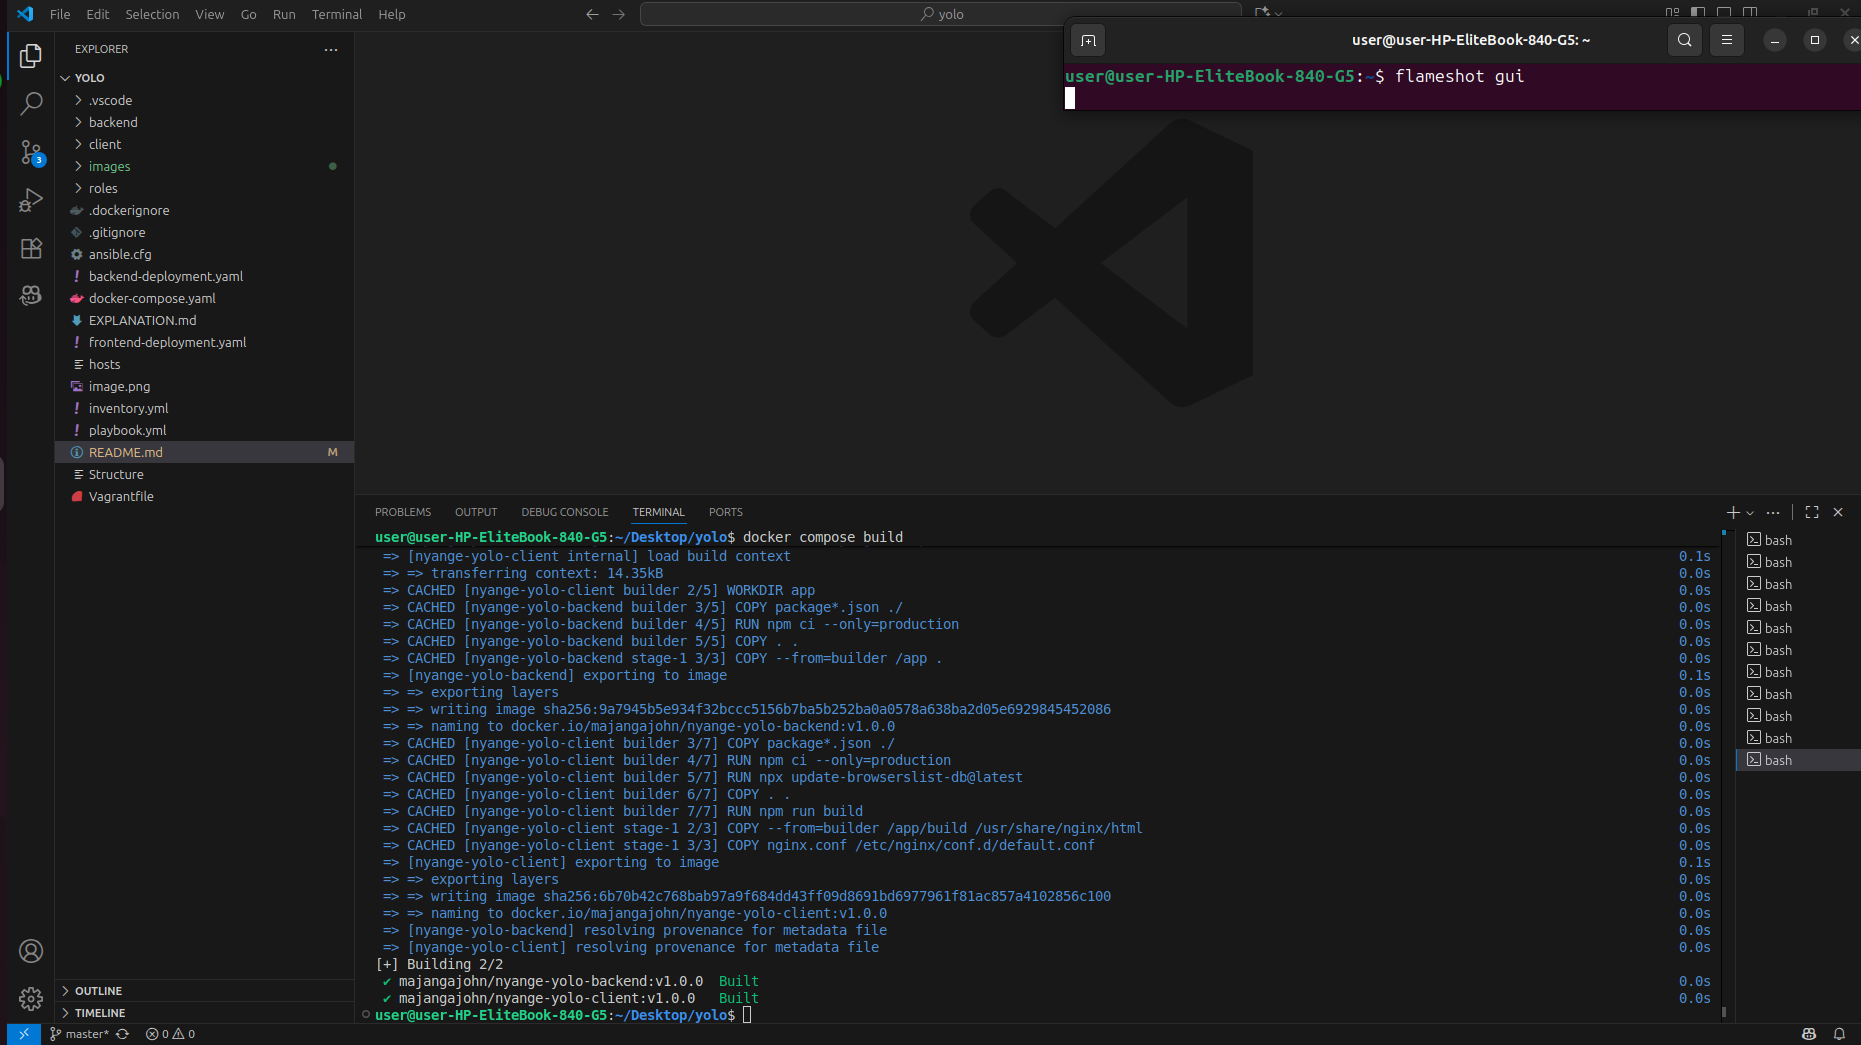 File Edit Selection View Go Run Terminal Help
yolo
user@user-HP-EliteBook-840-G5: ~
user@user-HP-EliteBook-840-G5:~$ flameshot gui
EXPLORER
YOLO
.vscode
backend
client
images
roles
.dockerignore
.gitignore
ansible.cfg
backend-deployment.yaml
docker-compose.yaml
EXPLANATION.md
frontend-deployment.yaml
hosts
image.png
inventory.yml
playbook.yml
README.md M
Structure
Vagrantfile
OUTLINE
TIMELINE
3
PROBLEMS OUTPUT DEBUG CONSOLE TERMINAL PORTS
user@user-HP-EliteBook-840-G5:~/Desktop/yolo$ docker compose build
=> [nyange-yolo-client internal] load build context 0.1s
=> => transferring context: 14.35kB 0.0s
=> CACHED [nyange-yolo-client builder 2/5] WORKDIR app 0.0s
=> CACHED [nyange-yolo-backend builder 3/5] COPY package*.json ./ 0.0s
=> CACHED [nyange-yolo-backend builder 4/5] RUN npm ci --only=production 0.0s
=> CACHED [nyange-yolo-backend builder 5/5] COPY . . 0.0s
=> CACHED [nyange-yolo-backend stage-1 3/3] COPY --from=builder /app . 0.0s
=> [nyange-yolo-backend] exporting to image 0.1s
=> => exporting layers 0.0s
=> => writing image sha256:9a7945b5e934f32bccc5156b7ba5b252ba0a0578a638ba2d05e6929845452086 0.0s
=> => naming to docker.io/majangajohn/nyange-yolo-backend:v1.0.0 0.0s
=> CACHED [nyange-yolo-client builder 3/7] COPY package*.json ./ 0.0s
=> CACHED [nyange-yolo-client builder 4/7] RUN npm ci --only=production 0.0s
=> CACHED [nyange-yolo-client builder 5/7] RUN npx update-browserslist-db@latest 0.0s
=> CACHED [nyange-yolo-client builder 6/7] COPY . . 0.0s
=> CACHED [nyange-yolo-client builder 7/7] RUN npm run build 0.0s
=> CACHED [nyange-yolo-client stage-1 2/3] COPY --from=builder /app/build /usr/share/nginx/html 0.0s
=> CACHED [nyange-yolo-client stage-1 3/3] COPY nginx.conf /etc/nginx/conf.d/default.conf 0.0s
=> [nyange-yolo-client] exporting to image 0.1s
=> => exporting layers 0.0s
=> => writing image sha256:6b70b42c768bab97a9f684dd43ff09d8691bd6977961f81ac857a4102856c100 0.0s
=> => naming to docker.io/majangajohn/nyange-yolo-client:v1.0.0 0.0s
=> [nyange-yolo-backend] resolving provenance for metadata file 0.0s
=> [nyange-yolo-client] resolving provenance for metadata file 0.0s
[+] Building 2/2
✔ majangajohn/nyange-yolo-backend:v1.0.0 Built 0.0s
✔ majangajohn/nyange-yolo-client:v1.0.0 Built 0.0s
user@user-HP-EliteBook-840-G5:~/Desktop/yolo$
bash
bash
bash
bash
bash
bash
bash
bash
bash
bash
bash
master* 0 0